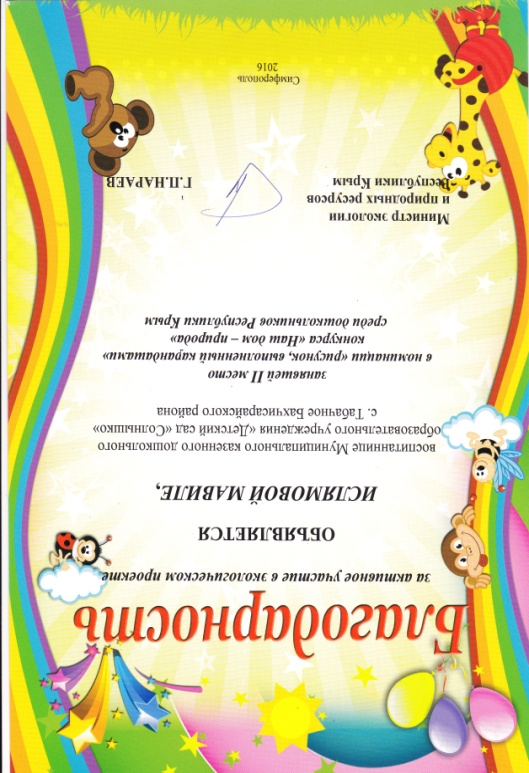 Благодарность
за активное участие в экологическом проекте
ОБЪЯВЛЯЕТСЯ
ИСЛЯМОВОЙ МАВИЛЕ,
воспитаннице Муниципального казенного дошкольного
образовательного учреждения «Детский сад «Солнышко»
с. Табачное Бахчисарайского района
занявшей II место
в номинации «рисунок, выполненный карандашами»
конкурса «Наш дом – природа»
среди дошкольников Республики Крым
Министр экологии
и природных ресурсов
Республики Крым
Г.П.НАРАЕВ
Симферополь
2016